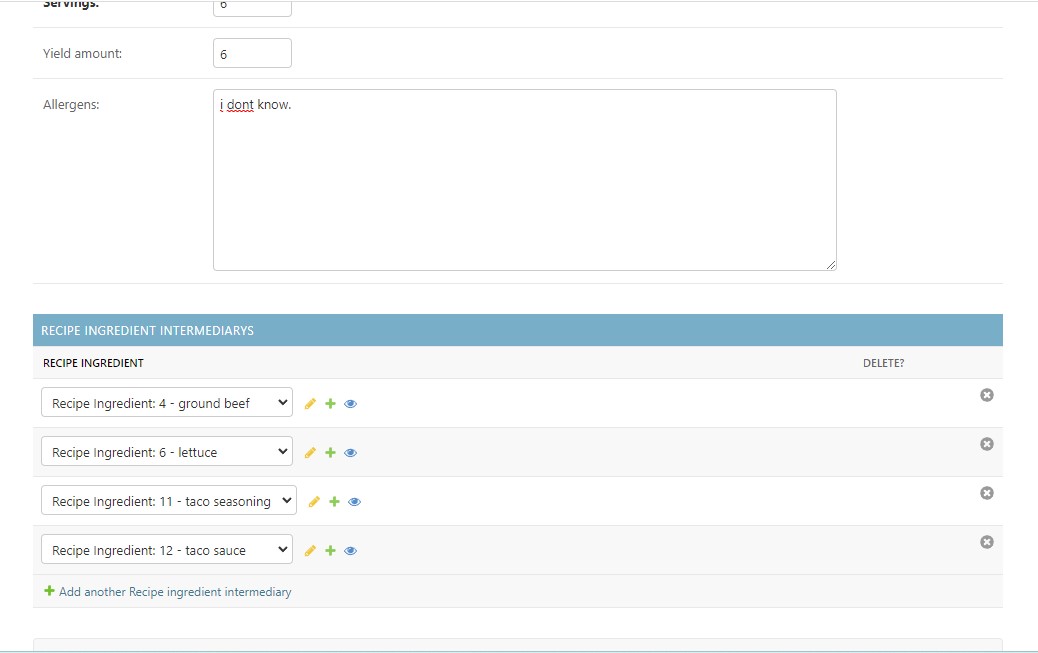 Servings:
6
Yield amount:
6
Allergens:
i dont know.
RECIPE INGREDIENT INTERMEDIARYS
RECIPE INGREDIENT
DELETE?
Recipe Ingredient: 4 - ground beef
Recipe Ingredient: 6 - lettuce
Recipe Ingredient: 11 - taco seasoning
Recipe Ingredient: 12 - taco sauce
Add another Recipe ingredient intermediary